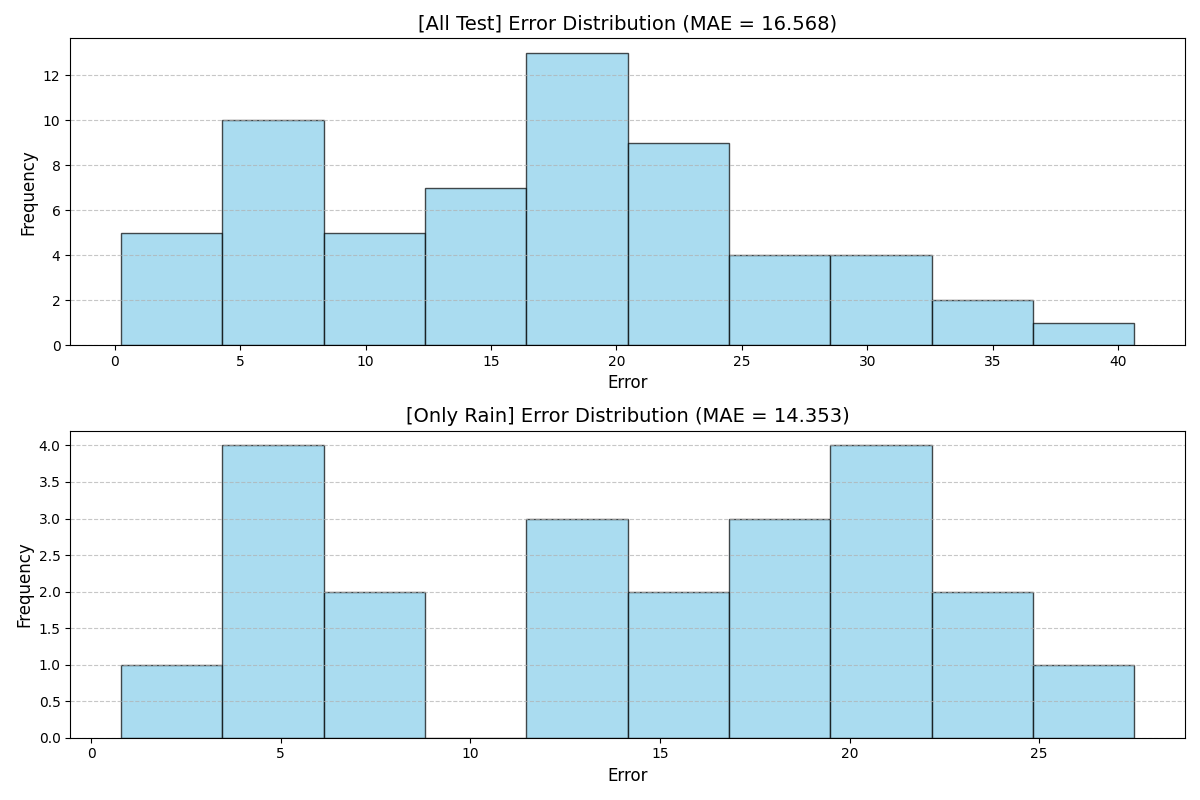 [All Test] Error Distribution (MAE = 16.568)
Frequency
12
10
8
6
4
2
0
0 5 10 15 20 25 30 35 40
Error
[Only Rain] Error Distribution (MAE = 14.353)
Frequency
4.0
3.5
3.0
2.5
2.0
1.5
1.0
0.5
0.0
0 5 10 15 20 25
Error